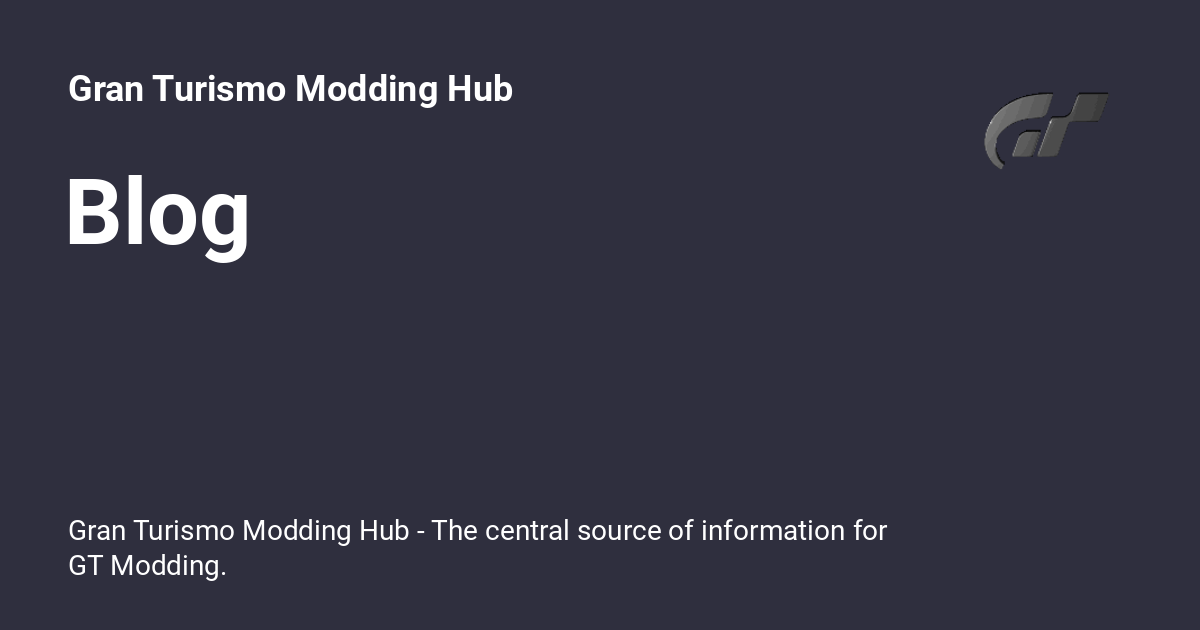 Gran Turismo Modding Hub
Blog
Gran Turismo Modding Hub - The central source of information for
GT Modding.